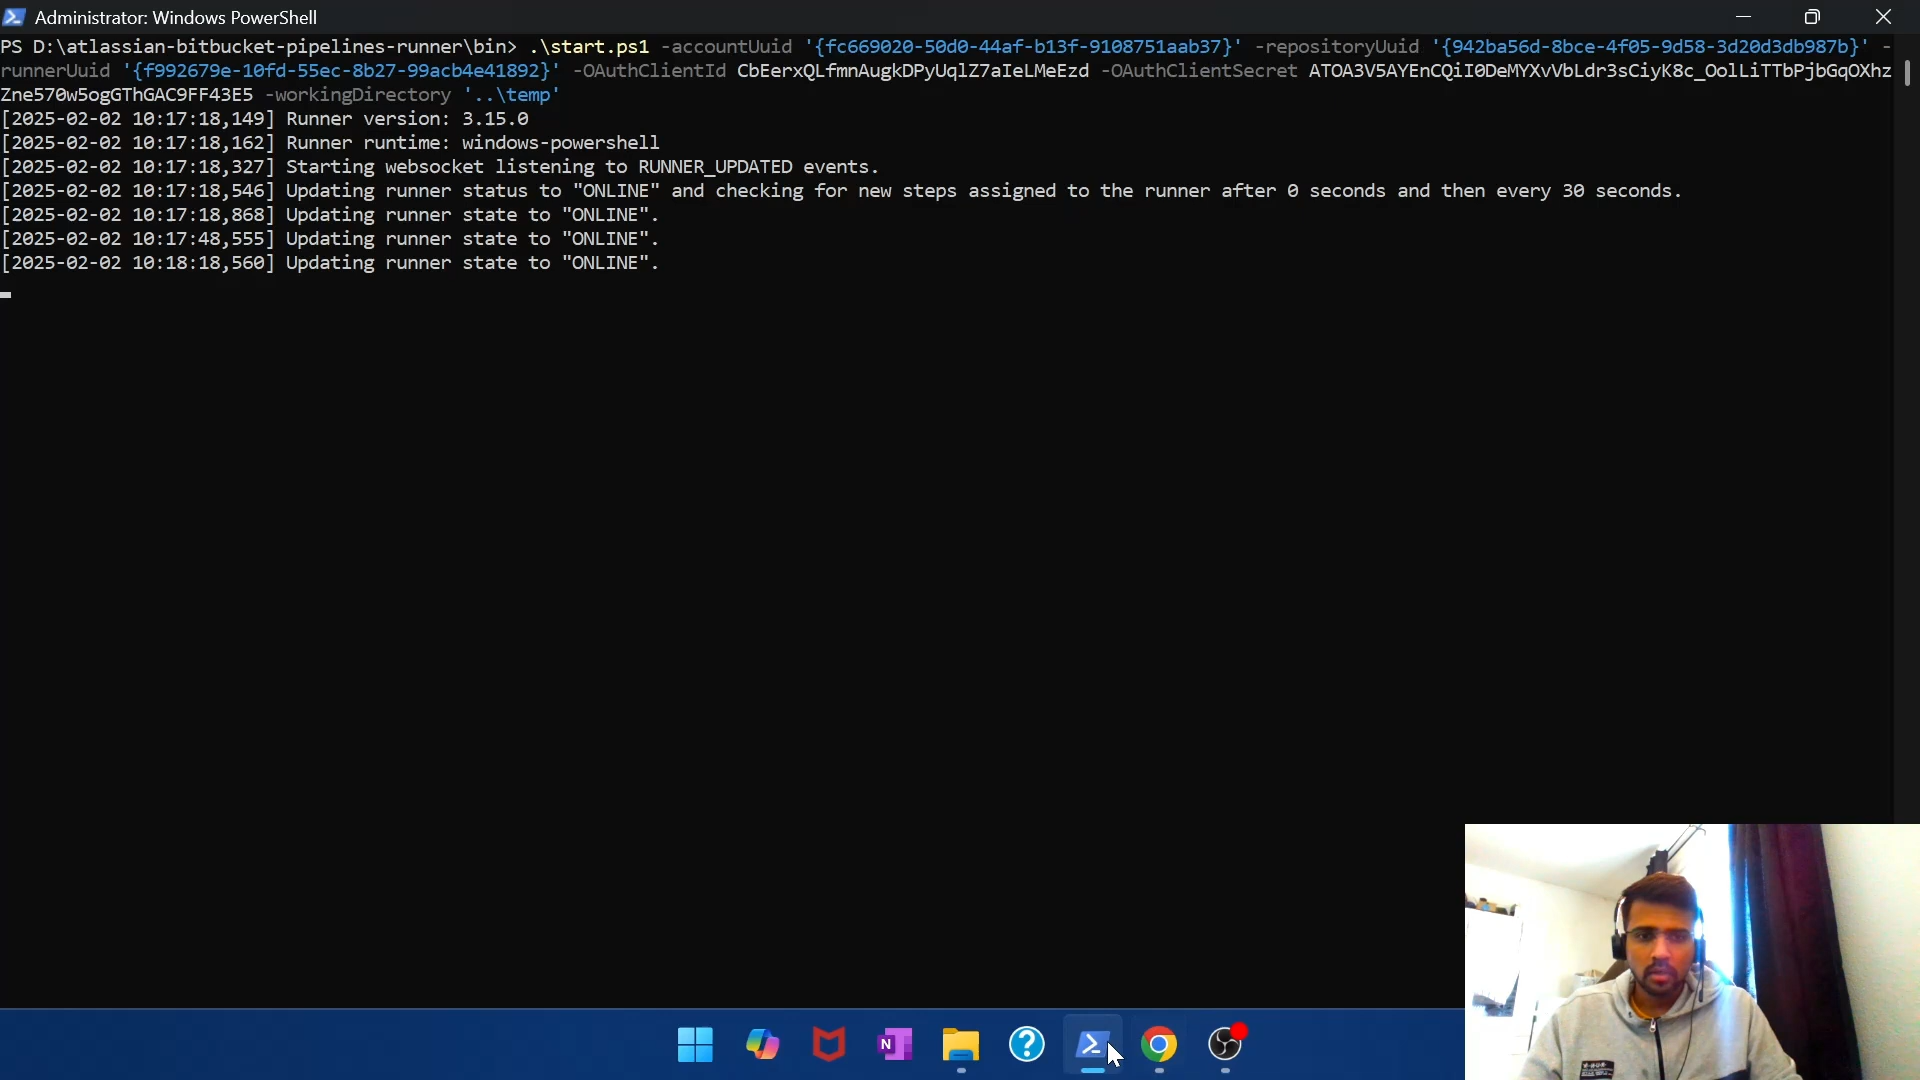 Administrator: Windows PowerShell
PS D:\atlassian-bitbucket-pipelines-runner\bin> .\start.ps1 -accountUuid '{fc669020-50d0-44af-b13f-9108751aab37}' -repositoryUuid '{942ba56d-8bce-4f05-9d58-3d20d3db987b}' -
runnerUuid '{f992679e-10fd-55ec-8b27-99acb4e41892}' -OAuthClientId CbEerxQLfmnAugkDPyUqlZ7aIeLMeEzd -OAuthClientSecret ATOA3V5AYEnCQiI0DeMYXvVbLdr3sCiyK8c_OolLiTTbPjbGqOXhz
Zne570w5ogGThGAC9FF43E5 -workingDirectory '..\temp'
[2025-02-02 10:17:18,149] Runner version: 3.15.0
[2025-02-02 10:17:18,162] Runner runtime: windows-powershell
[2025-02-02 10:17:18,327] Starting websocket listening to RUNNER_UPDATED events.
[2025-02-02 10:17:18,546] Updating runner status to "ONLINE" and checking for new steps assigned to the runner after 0 seconds and then every 30 seconds.
[2025-02-02 10:17:18,868] Updating runner state to "ONLINE".
[2025-02-02 10:17:48,555] Updating runner state to "ONLINE".
[2025-02-02 10:18:18,560] Updating runner state to "ONLINE".